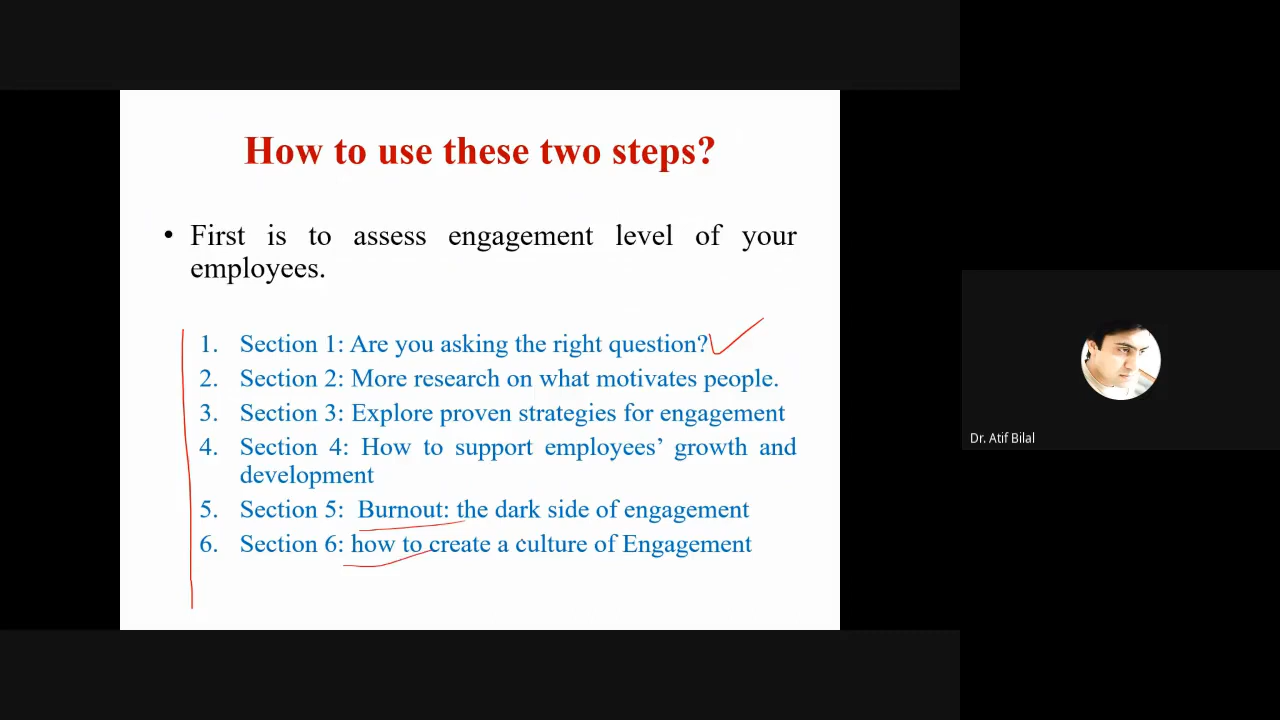 How to use these two steps?
• First is to assess engagement level of your
employees.
1. Section 1: Are you asking the right question?
2. Section 2: More research on what motivates people.
3. Section 3: Explore proven strategies for engagement
4. Section 4: How to support employees’ growth and
development
5. Section 5: Burnout: the dark side of engagement
6. Section 6: how to create a culture of Engagement
Dr. Atif Bilal